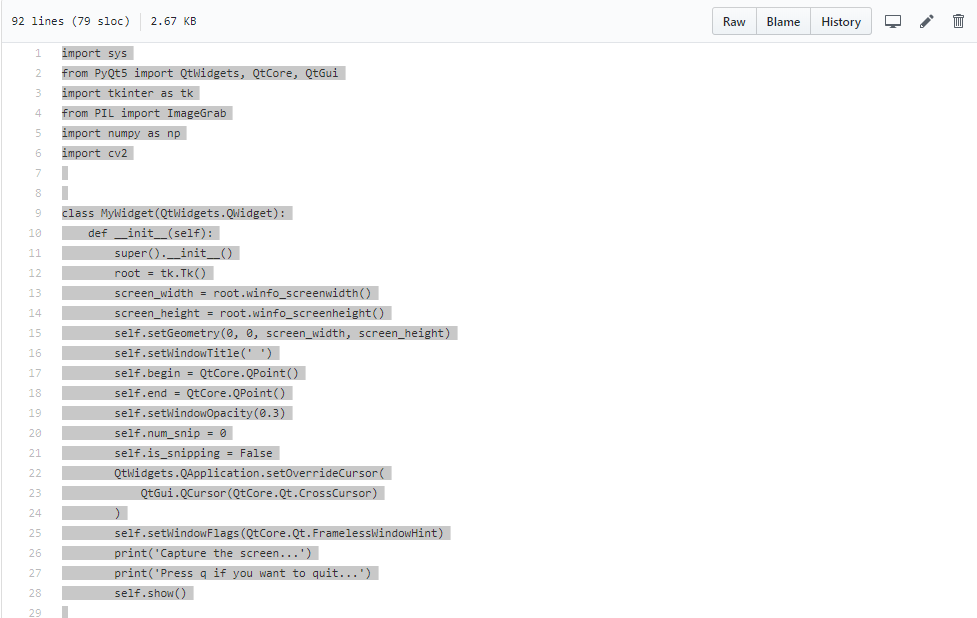 92 lines (79 sloc) 2.67 KB Raw Blame History
1 import sys
2 from PyQt5 import QtWidgets, QtCore, QtGui
3 import tkinter as tk
4 from PIL import ImageGrab
5 import numpy as np
6 import cv2
7
8
9 class MyWidget(QtWidgets.QWidget):
10     def __init__(self):
11         super().__init__()
12         root = tk.Tk()
13         screen_width = root.winfo_screenwidth()
14         screen_height = root.winfo_screenheight()
15         self.setGeometry(0, 0, screen_width, screen_height)
16         self.setWindowTitle(' ')
17         self.begin = QtCore.QPoint()
18         self.end = QtCore.QPoint()
19         self.setWindowOpacity(0.3)
20         self.num_snip = 0
21         self.is_snipping = False
22         QtWidgets.QApplication.setOverrideCursor(
23             QtGui.QCursor(QtCore.Qt.CrossCursor)
24         )
25         self.setWindowFlags(QtCore.Qt.FramelessWindowHint)
26         print('Capture the screen...')
27         print('Press q if you want to quit...')
28         self.show()
29